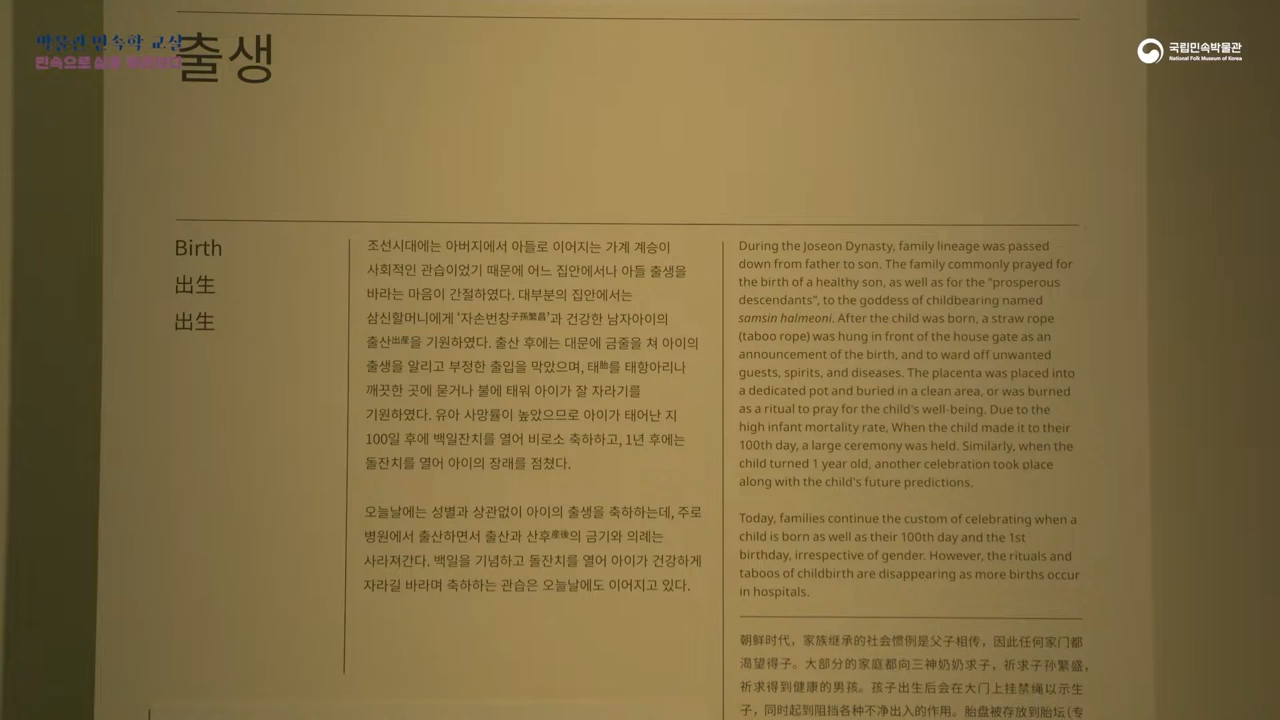 박물관 민속학 교실
민속으로 삶을
국립민속박물관
National Folk Museum of Korea
출생
Birth
出生
出生
조선시대에는 아버지에서 아들로 이어지는 가계 계승이
사회적인 관습이었기 때문에 어느 집안에서나 아들 출생을
바라는 마음이 간절하였다. 대부분의 집안에서는
삼신할머니에게 ‘자손번창子孫繁昌’과 건강한 남자아이의
출산出産을 기원하였다. 출산 후에는 대문에 금줄을 쳐 아이의
출생을 알리고 부정한 출입을 막았으며, 태胎를 태항아리나
깨끗한 곳에 묻거나 불에 태워 아이가 잘 자라기를
기원하였다. 유아 사망률이 높았으므로 아이가 태어난 지
100일 후에 백일잔치를 열어 비로소 축하하고, 1년 후에는
돌잔치를 열어 아이의 장래를 점쳤다.
오늘날에는 성별과 상관없이 아이의 출생을 축하하는데, 주로
병원에서 출산하면서 출산과 산후産後의 금기와 의례는
사라져간다. 백일을 기념하고 돌잔치를 열어 아이가 건강하게
자라길 바라며 축하하는 관습은 오늘날에도 이어지고 있다.
During the Joseon Dynasty, family lineage was passed
down from father to son. The family commonly prayed for
the birth of a healthy son, as well as for the “prosperous
descendants”, to the goddess of childbearing named
samsin halmeoni. After the child was born, a straw rope
(taboo rope) was hung in front of the house gate as an
announcement of the birth, and to ward off unwanted
guests, spirits, and diseases. The placenta was placed into
a dedicated pot and buried in a clean area, or was burned
as a ritual to pray for the child's well-being. Due to the
high infant mortality rate, When the child made it to their
100th day, a large ceremony was held. Similarly, when the
child turned 1 year old, another celebration took place
along with the child's future predictions.
Today, families continue the custom of celebrating when a
child is born as well as their 100th day and the 1st
birthday, irrespective of gender. However, the rituals and
taboos of childbirth are disappearing as more births occur
in hospitals.
朝鲜时代，家族继承的社会惯例是父子相传，因此任何家门都
渴望得子。大部分的家庭都向三神奶奶求子，祈求子孙繁盛，
祈求得到健康的男孩。孩子出生后会在大门上挂禁绳以示生
子，同时起到阻挡各种不净出入的作用。胎盘被存放到胎坛（专